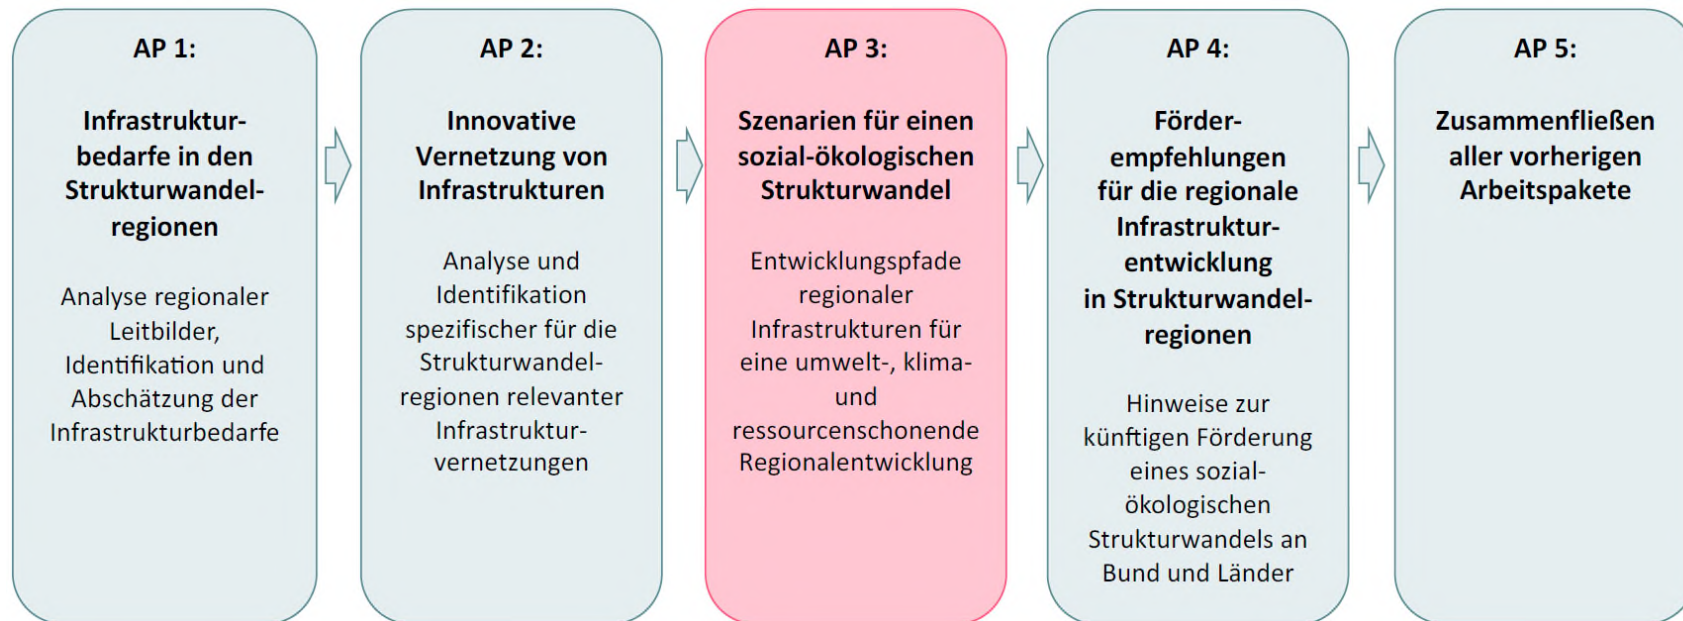 AP 1:
Infrastruktur-
bedarfe in den
Strukturwandel-
regionen
Analyse regionaler
Leitbilder,
Identifikation und
Abschätzung der
Infrastrukturbedarfe
AP 2:
Innovative
Vernetzung von
Infrastrukturen
Analyse und
Identifikation
spezifischer für die
Strukturwandel-
regionen relevanter
Infrastruktur-
vernetzungen
AP 3:
Szenarien für einen
sozial-ökologischen
Strukturwandel
Entwicklungspfade
regionaler
Infrastrukturen für
eine umwelt-, klima-
und
ressourcenschonende
Regionalentwicklung
AP 4:
Förder-
empfehlungen
für die regionale
Infrastruktur-
entwicklung
in Strukturwandel-
regionen
Hinweise zur
künftigen Förderung
eines sozial-
ökologischen
Strukturwandels an
Bund und Länder
AP 5:
Zusammenfließen
aller vorherigen
Arbeitspakete